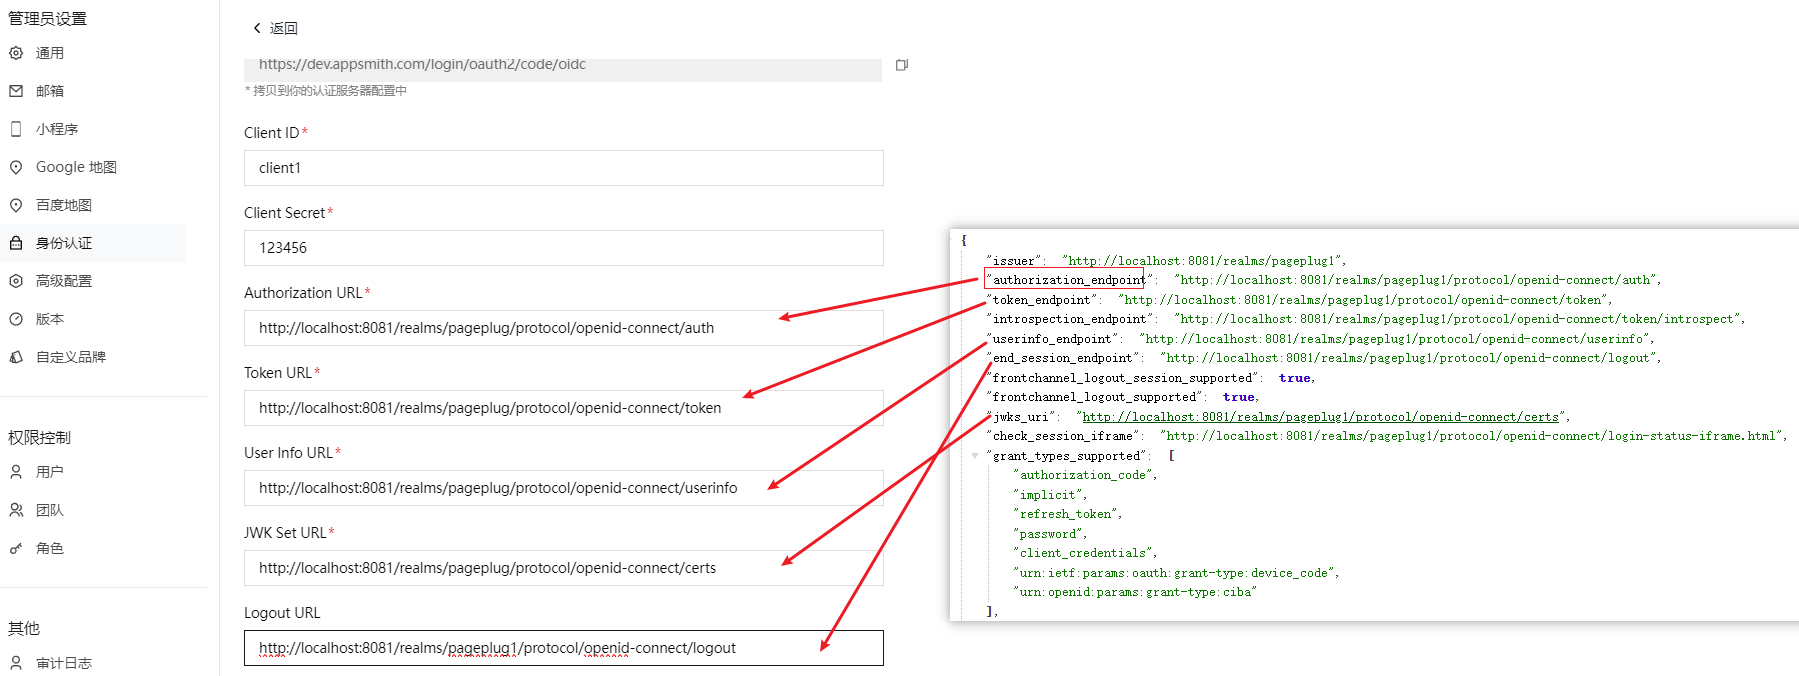 管理员设置
通用
邮箱
小程序
Google 地图
百度地图
身份认证
高级配置
版本
自定义品牌
权限控制
用户
团队
角色
其他
审计日志
返回
https://dev.appsmith.com/login/oauth2/code/oidc
* 拷贝到你的认证服务器配置中
Client ID*
client1
Client Secret*
123456
Authorization URL*
http://localhost:8081/realms/pageplug/protocol/openid-connect/auth
Token URL*
http://localhost:8081/realms/pageplug/protocol/openid-connect/token
User Info URL*
http://localhost:8081/realms/pageplug/protocol/openid-connect/userinfo
JWK Set URL*
http://localhost:8081/realms/pageplug/protocol/openid-connect/certs
Logout URL
http://localhost:8081/realms/pageplug1/protocol/openid-connect/logout
{
"issuer": "http://localhost:8081/realms/pageplug1",
"authorization_endpoint": "http://localhost:8081/realms/pageplug1/protocol/openid-connect/auth",
"token_endpoint": "http://localhost:8081/realms/pageplug1/protocol/openid-connect/token",
"introspection_endpoint": "http://localhost:8081/realms/pageplug1/protocol/openid-connect/token/introspect",
"userinfo_endpoint": "http://localhost:8081/realms/pageplug1/protocol/openid-connect/userinfo",
"end_session_endpoint": "http://localhost:8081/realms/pageplug1/protocol/openid-connect/logout",
"frontchannel_logout_session_supported": true,
"frontchannel_logout_supported": true,
"jwks_uri": "http://localhost:8081/realms/pageplug1/protocol/openid-connect/certs",
"check_session_iframe": "http://localhost:8081/realms/pageplug1/protocol/openid-connect/login-status-iframe.html",
"grant_types_supported": [
"authorization_code",
"implicit",
"refresh_token",
"password",
"client_credentials",
"urn:ietf:params:oauth:grant-type:device_code",
"urn:openid:params:grant-type:ciba"
],